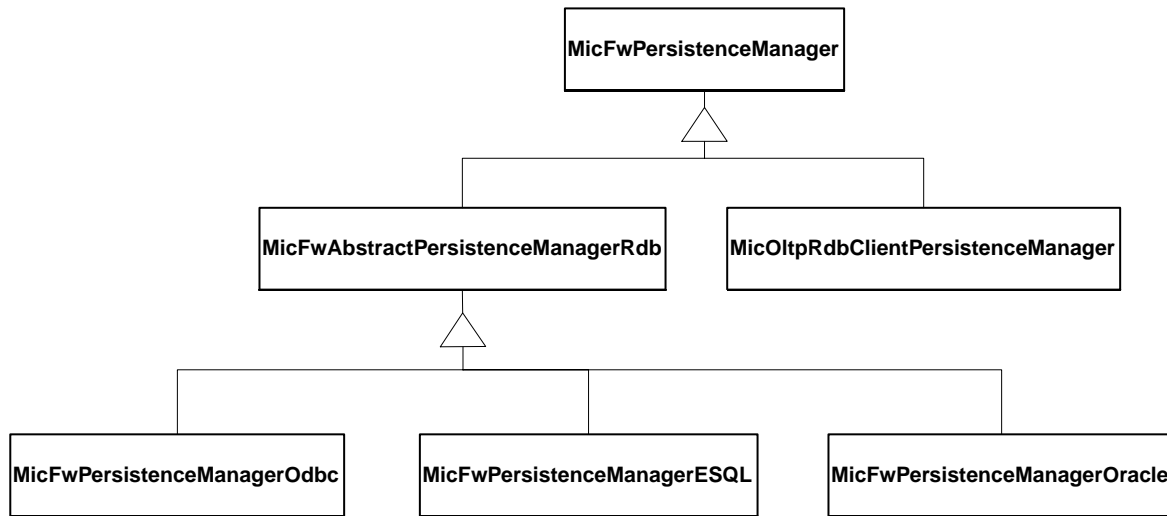 MicFwPersistenceManager
MicFwAbstractPersistenceManagerRdb
MicOltpRdbClientPersistenceManager
MicFwPersistenceManagerOdbc
MicFwPersistenceManagerESQL
MicFwPersistenceManagerOracle